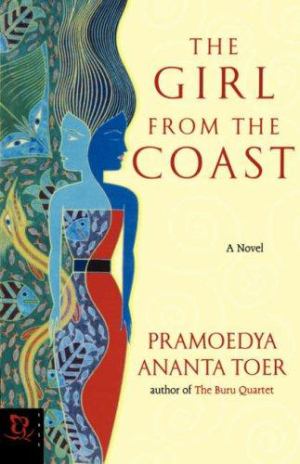 THE
GIRL
FROM THE
COAST
A Novel
PRAMOEDYA
ANANTA TOER
author of The Buru Quartet